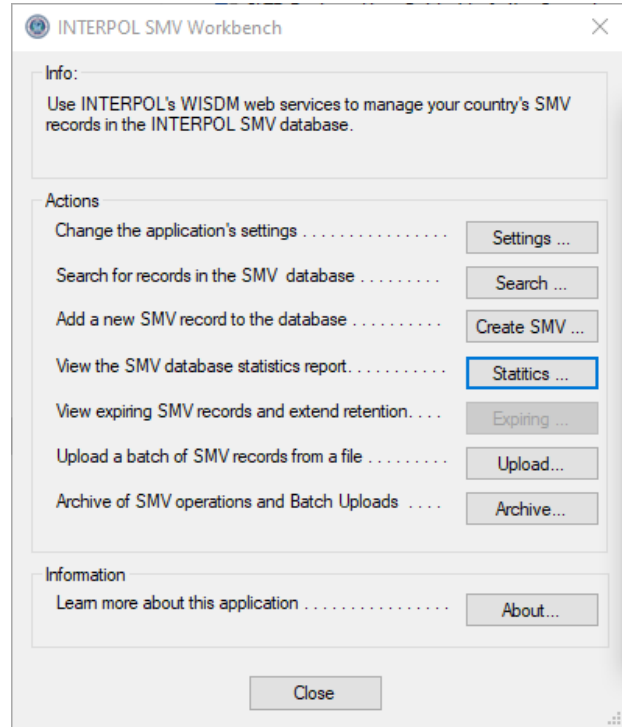 INTERPOL SMV Workbench
Info:
Use INTERPOL's WISDM web services to manage your country's SMV
records in the INTERPOL SMV database.
Actions
Change the application's settings . . . . . . . . . . . . . . . . Settings ...
Search for records in the SMV database . . . . . . . . . Search ...
Add a new SMV record to the database . . . . . . . . . . Create SMV ...
View the SMV database statistics report. . . . . . . . . . . Statitics ...
View expiring SMV records and extend retention. . . . Expiring ...
Upload a batch of SMV records from a file . . . . . . . . . Upload...
Archive of SMV operations and Batch Uploads . . . . Archive...
Information
Learn more about this application . . . . . . . . . . . . . . . . About...
Close